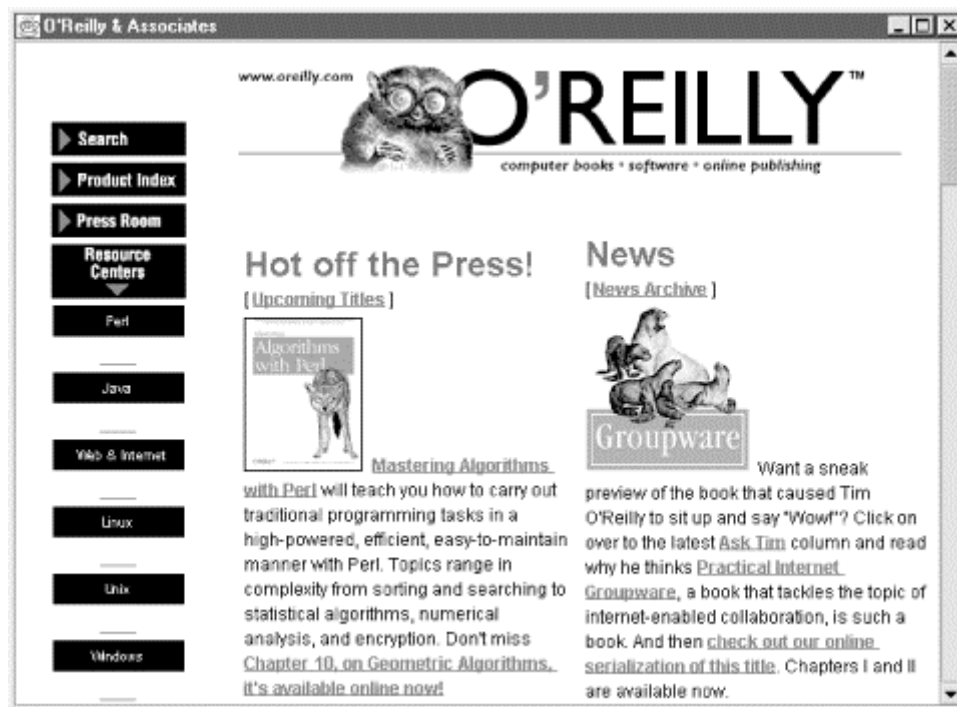 O'Reilly & Associates
www.oreilly.com
O'REILLY™
computer books • software • online publishing
Search
Product Index
Press Room
Resource
Centers
Perl
Java
Web & Internet
Linux
Unix
Windows
Hot off the Press!
[ Upcoming Titles ]
Algorithms
with Perl
Mastering Algorithms
with Perl will teach you how to carry out
traditional programming tasks in a
high-powered, efficient, easy-to-maintain
manner with Perl. Topics range in
complexity from sorting and searching to
statistical algorithms, numerical
analysis, and encryption. Don't miss
Chapter 10, on Geometric Algorithms,
it's available online now!
News
[ News Archive ]
Groupware
Want a sneak
preview of the book that caused Tim
O'Reilly to sit up and say "Wow!"? Click on
over to the latest Ask Tim column and read
why he thinks Practical Internet
Groupware, a book that tackles the topic of
internet-enabled collaboration, is such a
book. And then check out our online
serialization of this title. Chapters I and II
are available now.